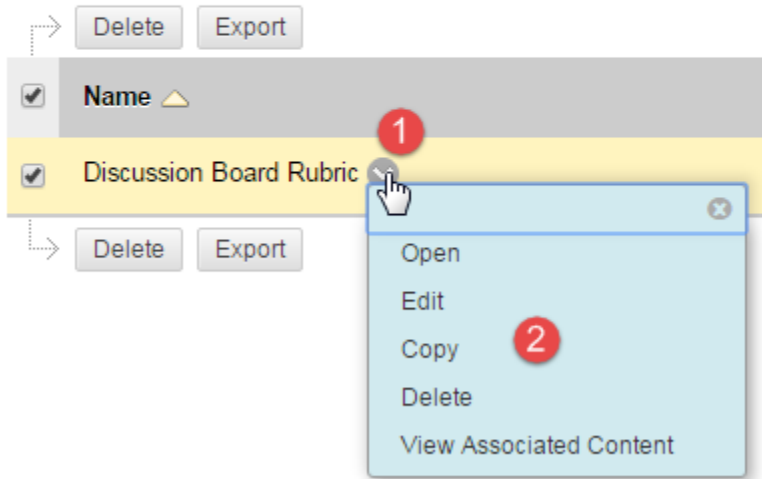 Delete Export
Name
1
Discussion Board Rubric
Delete Export
Open
Edit
Copy
2
Delete
View Associated Content